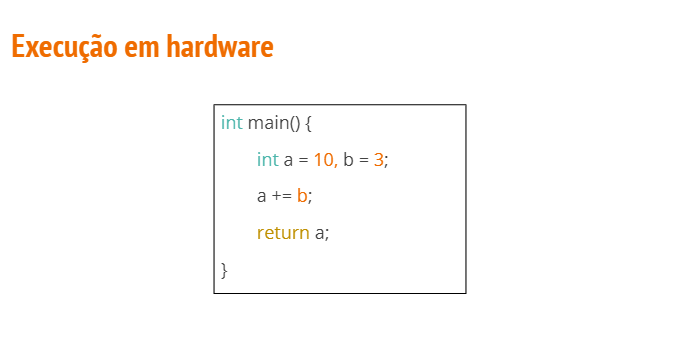 Execução em hardware
int main() {
int a = 10, b = 3;
a += b;
return a;
}